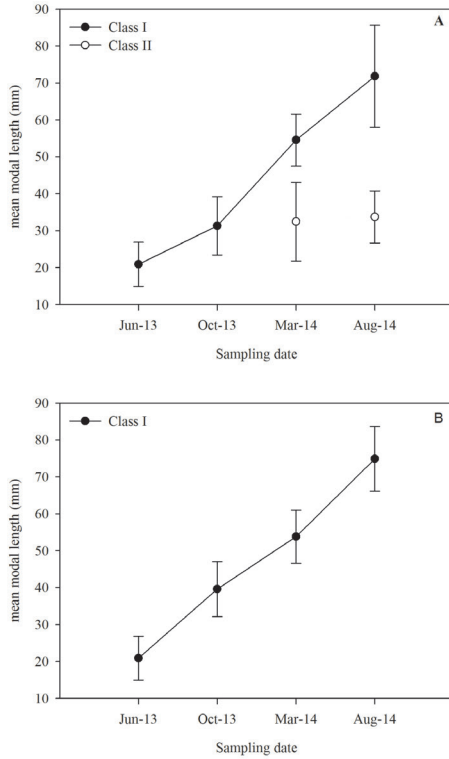 90
Class I
A
Class II
80
70
60
50
40
30
20
10
mean modal length (mm)
Jun-13 Oct-13 Mar-14 Aug-14
Sampling date
90
Class I
B
80
70
60
50
40
30
20
10
mean modal length (mm)
Jun-13 Oct-13 Mar-14 Aug-14
Sampling date